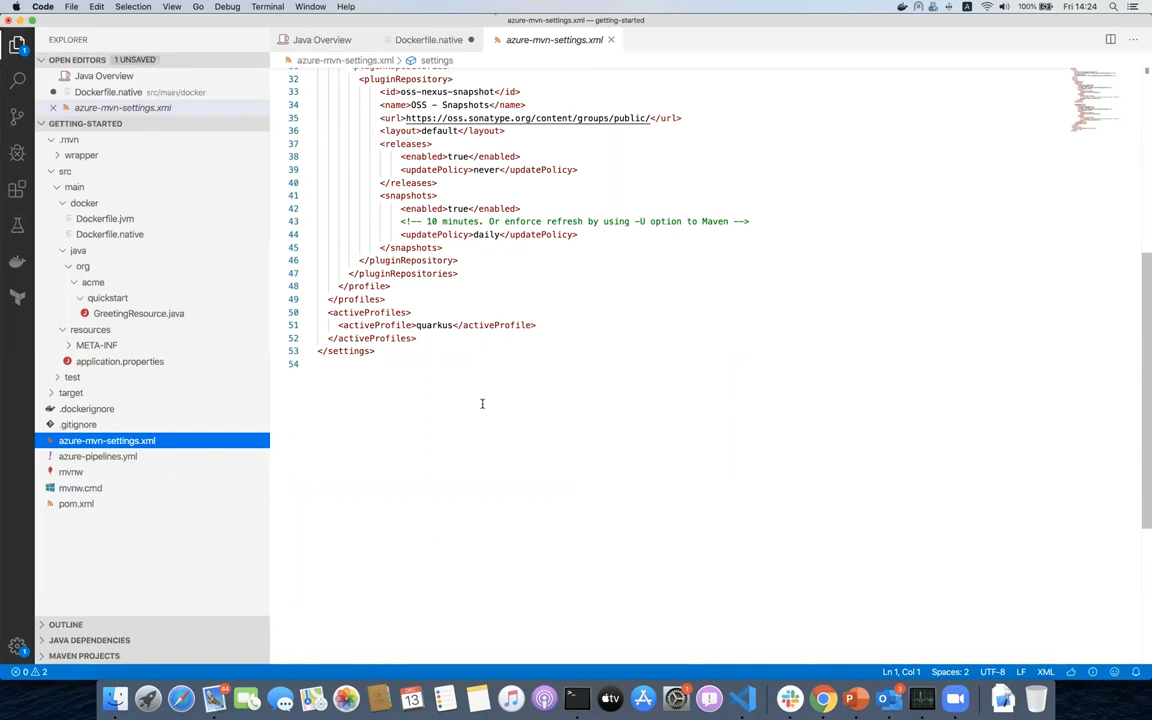 Code File Edit Selection View Go Debug Terminal Window Help
100% Fri 14:24
azure-mvn-settings.xml — getting-started
EXPLORER
OPEN EDITORS 1 UNSAVED
Java Overview
Dockerfile.native src/main/docker
azure-mvn-settings.xml
GETTING-STARTED
.mvn
wrapper
src
main
docker
Dockerfile.jvm
Dockerfile.native
java
org
acme
quickstart
GreetingResource.java
resources
META-INF
application.properties
test
target
.dockerignore
.gitignore
azure-mvn-settings.xml
azure-pipelines.yml
mvnw
mvnw.cmd
pom.xml
OUTLINE
JAVA DEPENDENCIES
MAVEN PROJECTS
Java Overview Dockerfile.native azure-mvn-settings.xml
azure-mvn-settings.xml > settings
32 <pluginRepository>
33 <id>oss-nexus-snapshot</id>
34 <name>OSS - Snapshots</name>
35 <url>https://oss.sonatype.org/content/groups/public/</url>
36 <layout>default</layout>
37 <releases>
38 <enabled>true</enabled>
39 <updatePolicy>never</updatePolicy>
40 </releases>
41 <snapshots>
42 <enabled>true</enabled>
43 <!-- 10 minutes. Or enforce refresh by using -U option to Maven -->
44 <updatePolicy>daily</updatePolicy>
45 </snapshots>
46 </pluginRepository>
47 </pluginRepositories>
48 </profile>
49 </profiles>
50 <activeProfiles>
51 <activeProfile>quarkus</activeProfile>
52 </activeProfiles>
53 </settings>
54
0 2 Ln 1, Col 1 Spaces: 2 UTF-8 LF XML